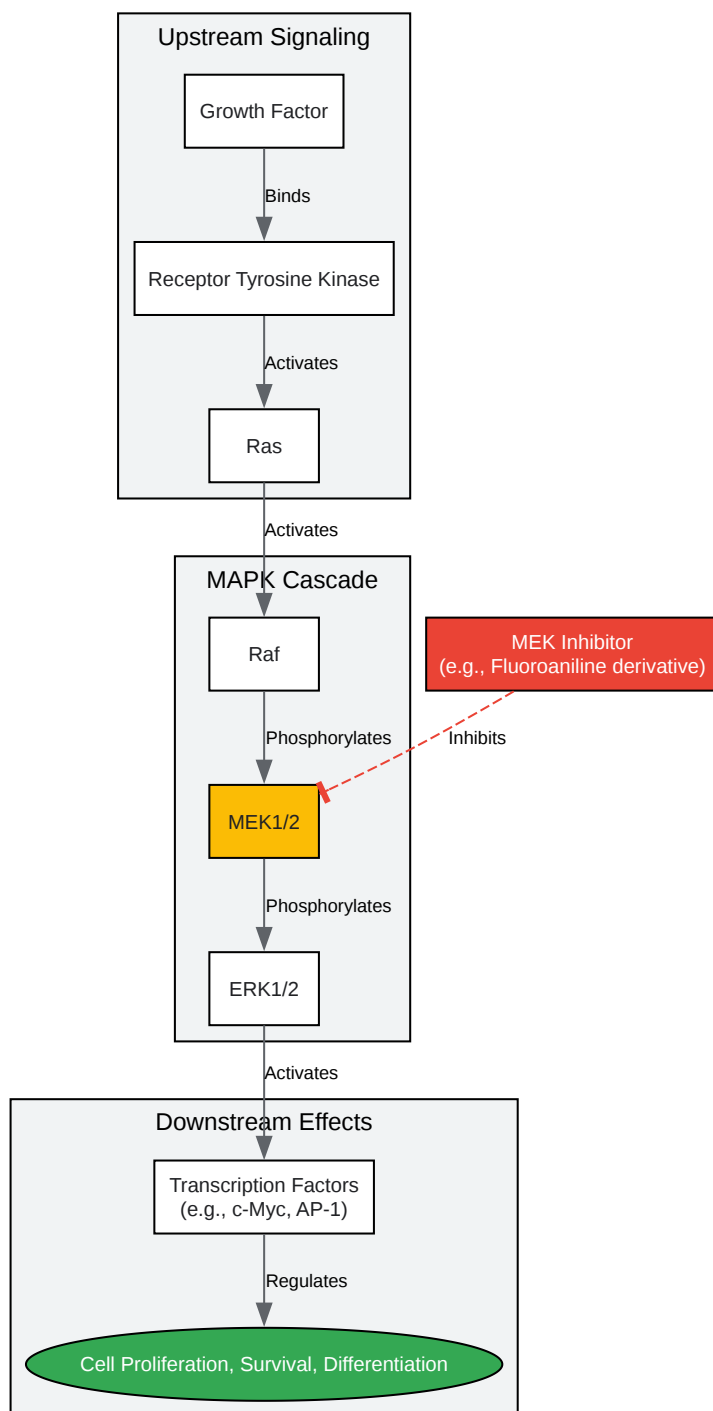 Upstream Signaling
Growth Factor
Binds
Receptor Tyrosine Kinase
Activates
Ras
Activates
MAPK Cascade
Raf
MEK Inhibitor
(e.g., Fluoroaniline derivative)
Phosphorylates
Inhibits
MEK1/2
Phosphorylates
ERK1/2
Activates
Downstream Effects
Transcription Factors
(e.g., c-Myc, AP-1)
Regulates
Cell Proliferation, Survival, Differentiation